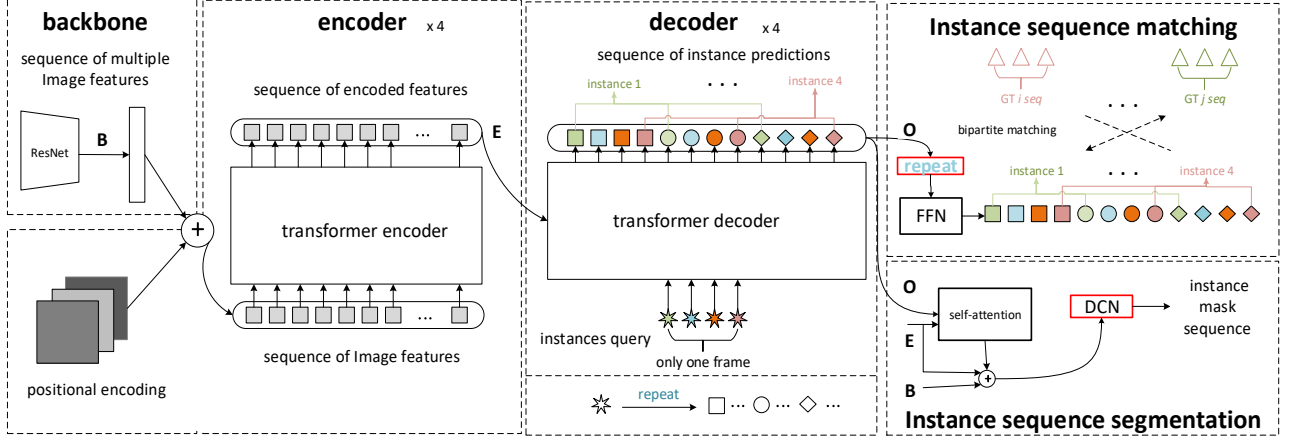 backbone
sequence of multiple
Image features
ResNet
B
positional encoding
+
encoder x 4
sequence of encoded features
...
E
transformer encoder
...
sequence of Image features
decoder x 4
sequence of instance predictions
instance 1
...
instance 4
transformer decoder
instances query
only one frame
repeat
... ... ...
Instance sequence matching
GT i seq
GT j seq
...
bipartite matching
O
repeat
FFN
instance 1
...
instance 4
O
self-attention
DCN
instance
mask
sequence
E
+
B
Instance sequence segmentation